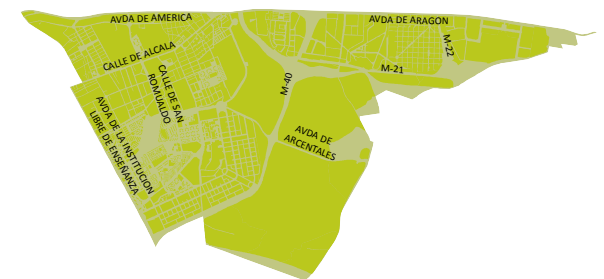 AVDA DE AMERICA
AVDA DE ARAGON
CALLE DE ALCALA
M-22
M-21
CALLE DE SAN
ROMUALDO
M-40
AVDA DE LA INSTITUCION
LIBRE DE ENSEÑANZA
AVDA DE
ARCENTALES